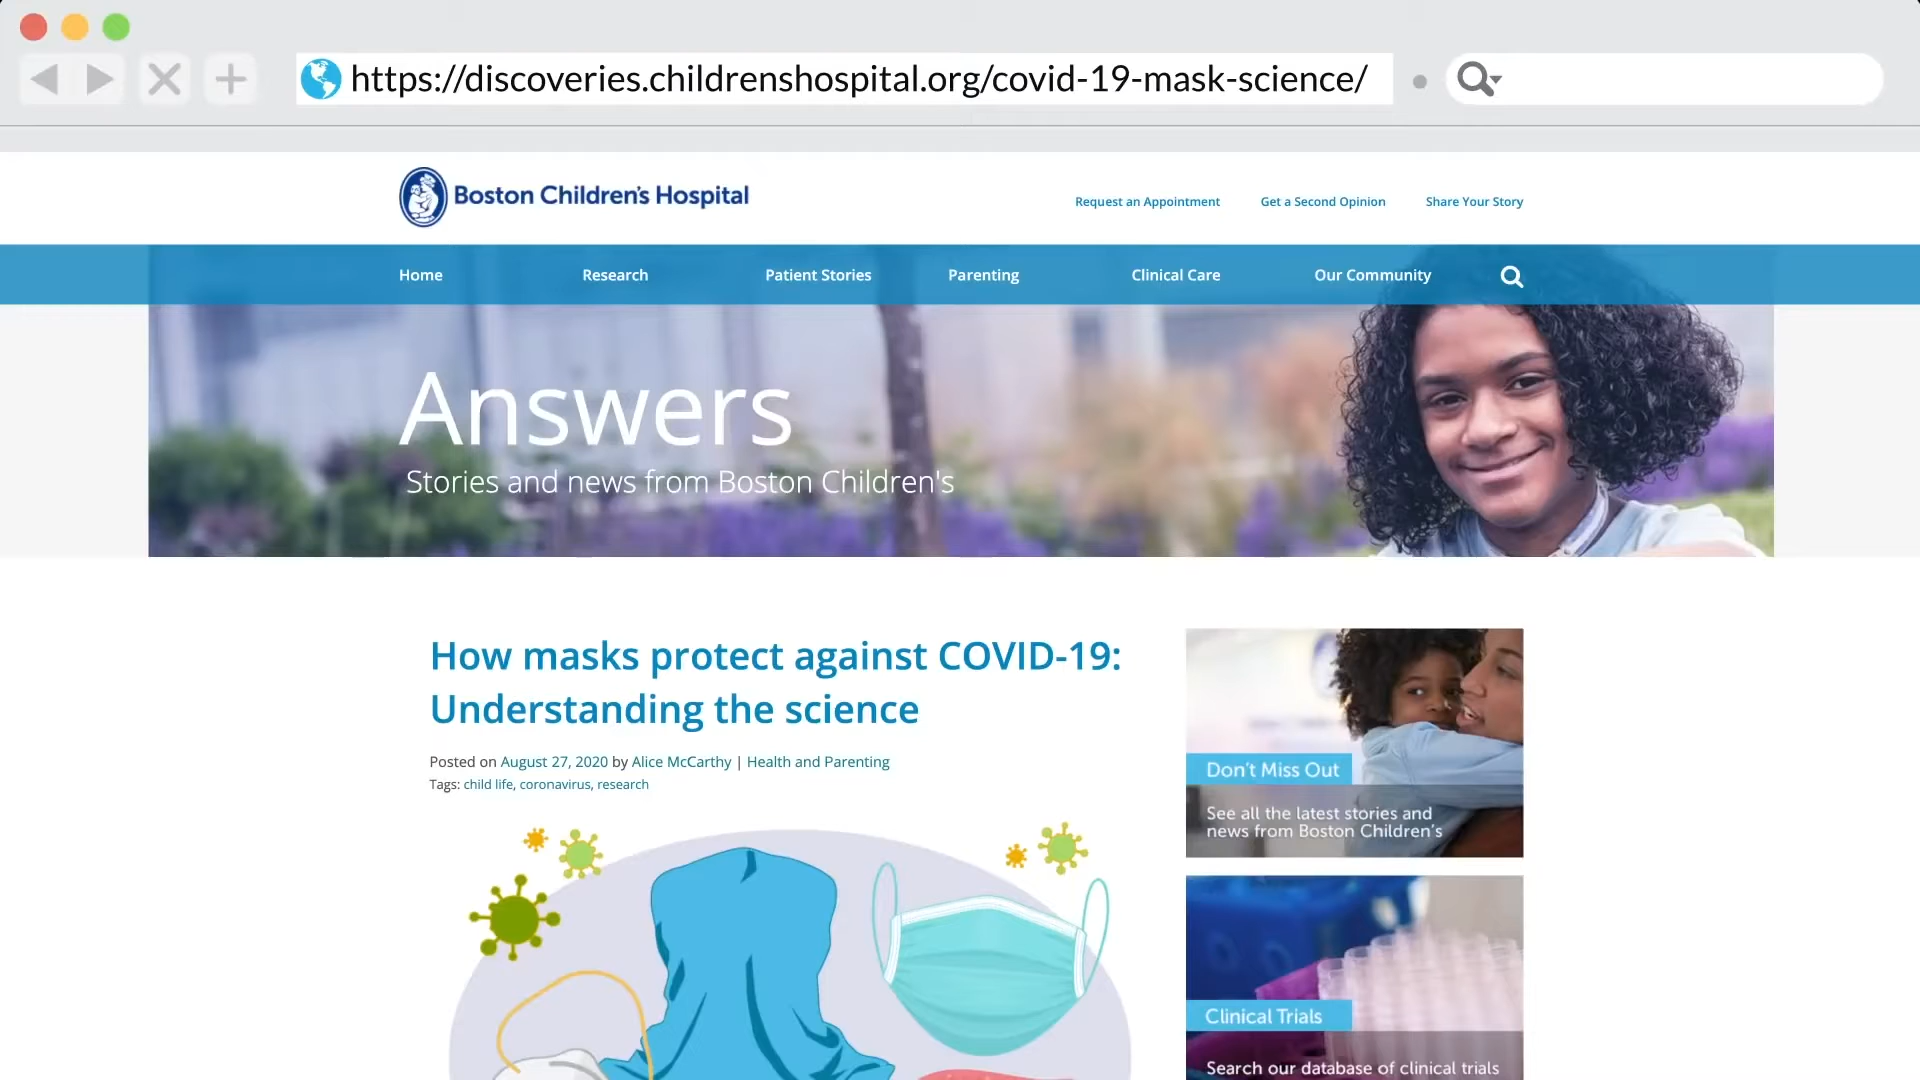 https://discoveries.childrenshospital.org/covid-19-mask-science/
Boston Children's Hospital
Request an Appointment
Get a Second Opinion
Share Your Story
Home
Research
Patient Stories
Parenting
Clinical Care
Our Community
Answers
Stories and news from Boston Children's
How masks protect against COVID-19:
Understanding the science
Posted on August 27, 2020 by Alice McCarthy | Health and Parenting
Tags: child life, coronavirus, research
Don't Miss Out
See all the latest stories and
news from Boston Children's
Clinical Trials
Search our database of clinical trials